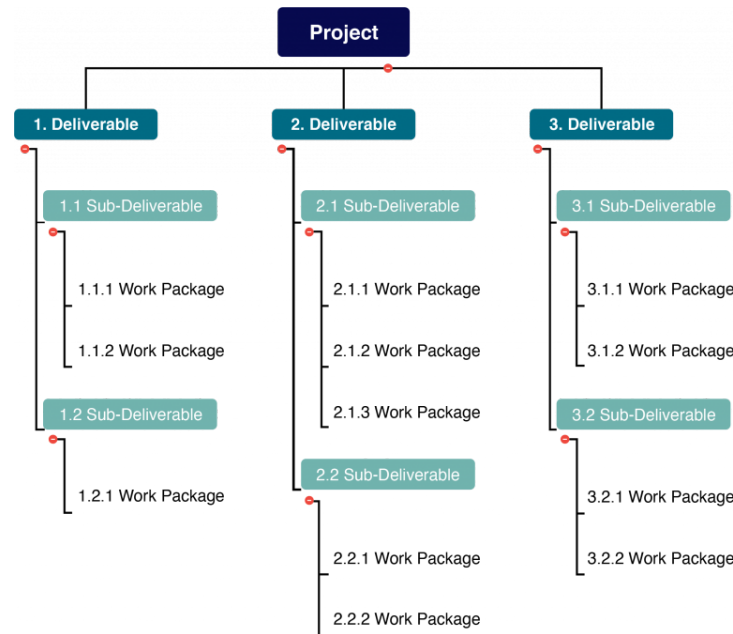 Project
1. Deliverable
2. Deliverable
3. Deliverable
1.1 Sub-Deliverable
1.1.1 Work Package
1.1.2 Work Package
1.2 Sub-Deliverable
1.2.1 Work Package
2.1 Sub-Deliverable
2.1.1 Work Package
2.1.2 Work Package
2.1.3 Work Package
2.2 Sub-Deliverable
2.2.1 Work Package
2.2.2 Work Package
3.1 Sub-Deliverable
3.1.1 Work Package
3.1.2 Work Package
3.2 Sub-Deliverable
3.2.1 Work Package
3.2.2 Work Package